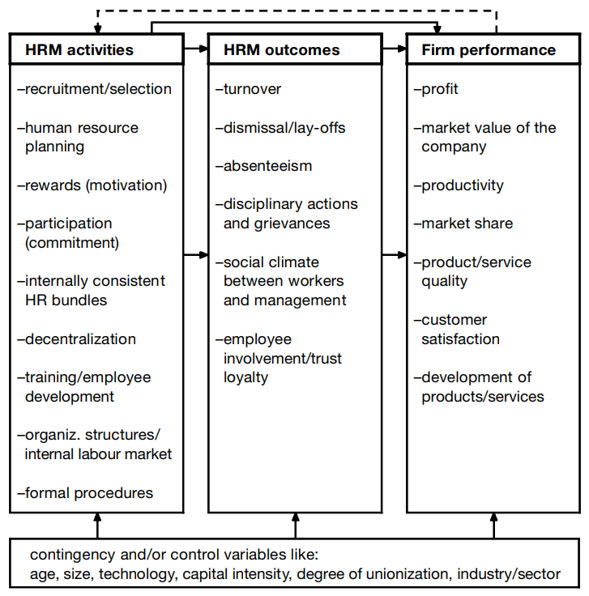 HRM activities
–recruitment/selection
–human resource
planning
–rewards (motivation)
–participation
(commitment)
–internally consistent
HR bundles
–decentralization
–training/employee
development
–organiz. structures/
internal labour market
–formal procedures
HRM outcomes
–turnover
–dismissal/lay-offs
–absenteeism
–disciplinary actions
and grievances
–social climate
between workers
and management
–employee
involvement/trust
loyalty
Firm performance
–profit
–market value of the
company
–productivity
–market share
–product/service
quality
–customer
satisfaction
–development of
products/services
contingency and/or control variables like:
age, size, technology, capital intensity, degree of unionization, industry/sector